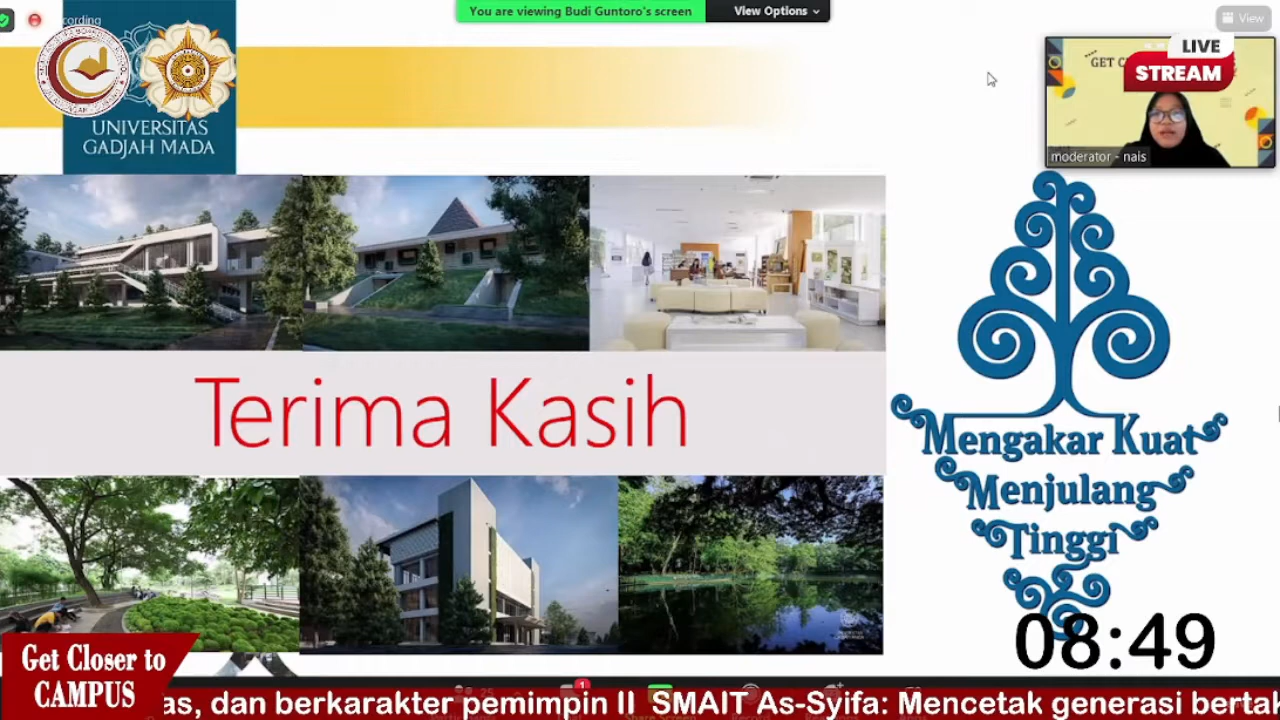 You are viewing Budi Guntoro's screen
View Options
View
UNIVERSITAS
GADJAH MADA
LIVE
STREAM
moderator - nais
Terima Kasih
Mengakar Kuat
Menjulang
Tinggi
08:49
Get Closer to
CAMPUS
as, dan berkarakter pemimpin II SMAIT As-Syifa: Mencetak generasi bertak